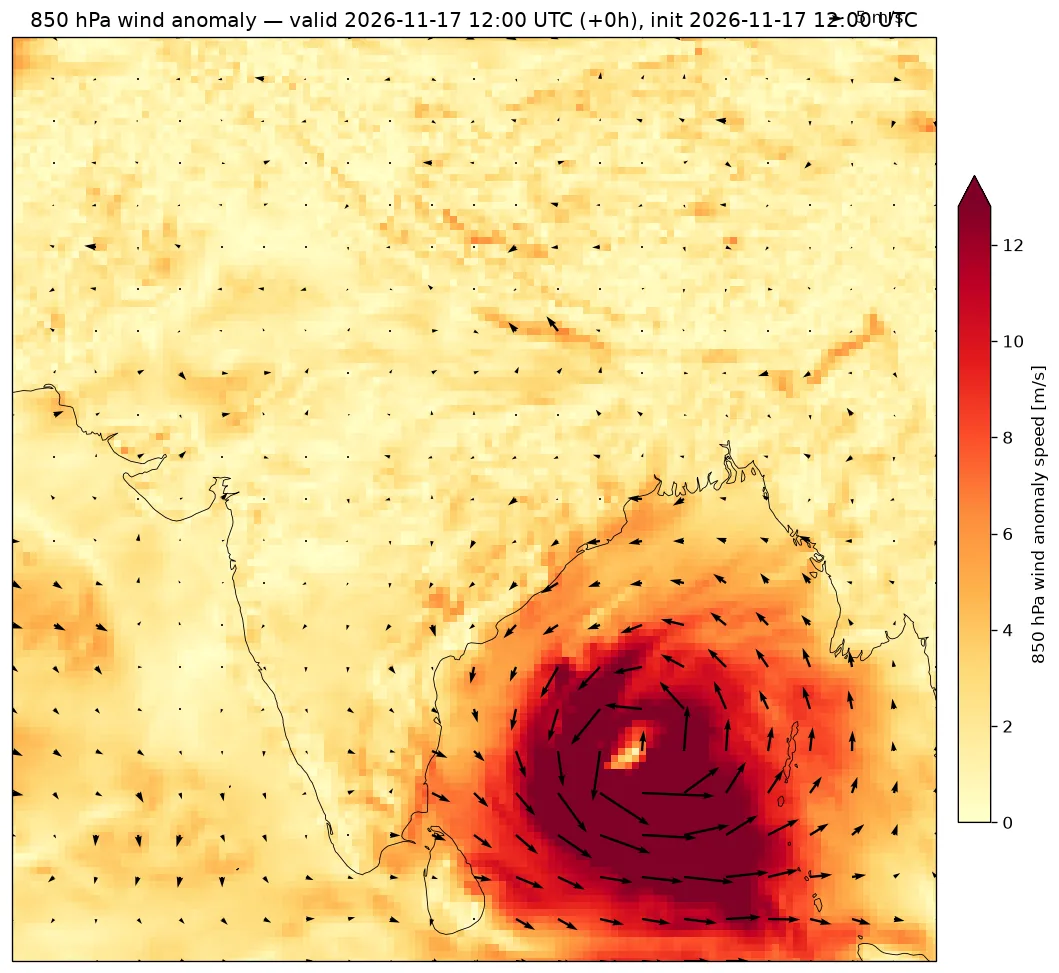 850 hPa wind anomaly — valid 2026-11-17 12:00 UTC (+0h), init 2026-11-17 12:00 UTC
5 m/s
12
10
8
6
4
2
0
850 hPa wind anomaly speed [m/s]